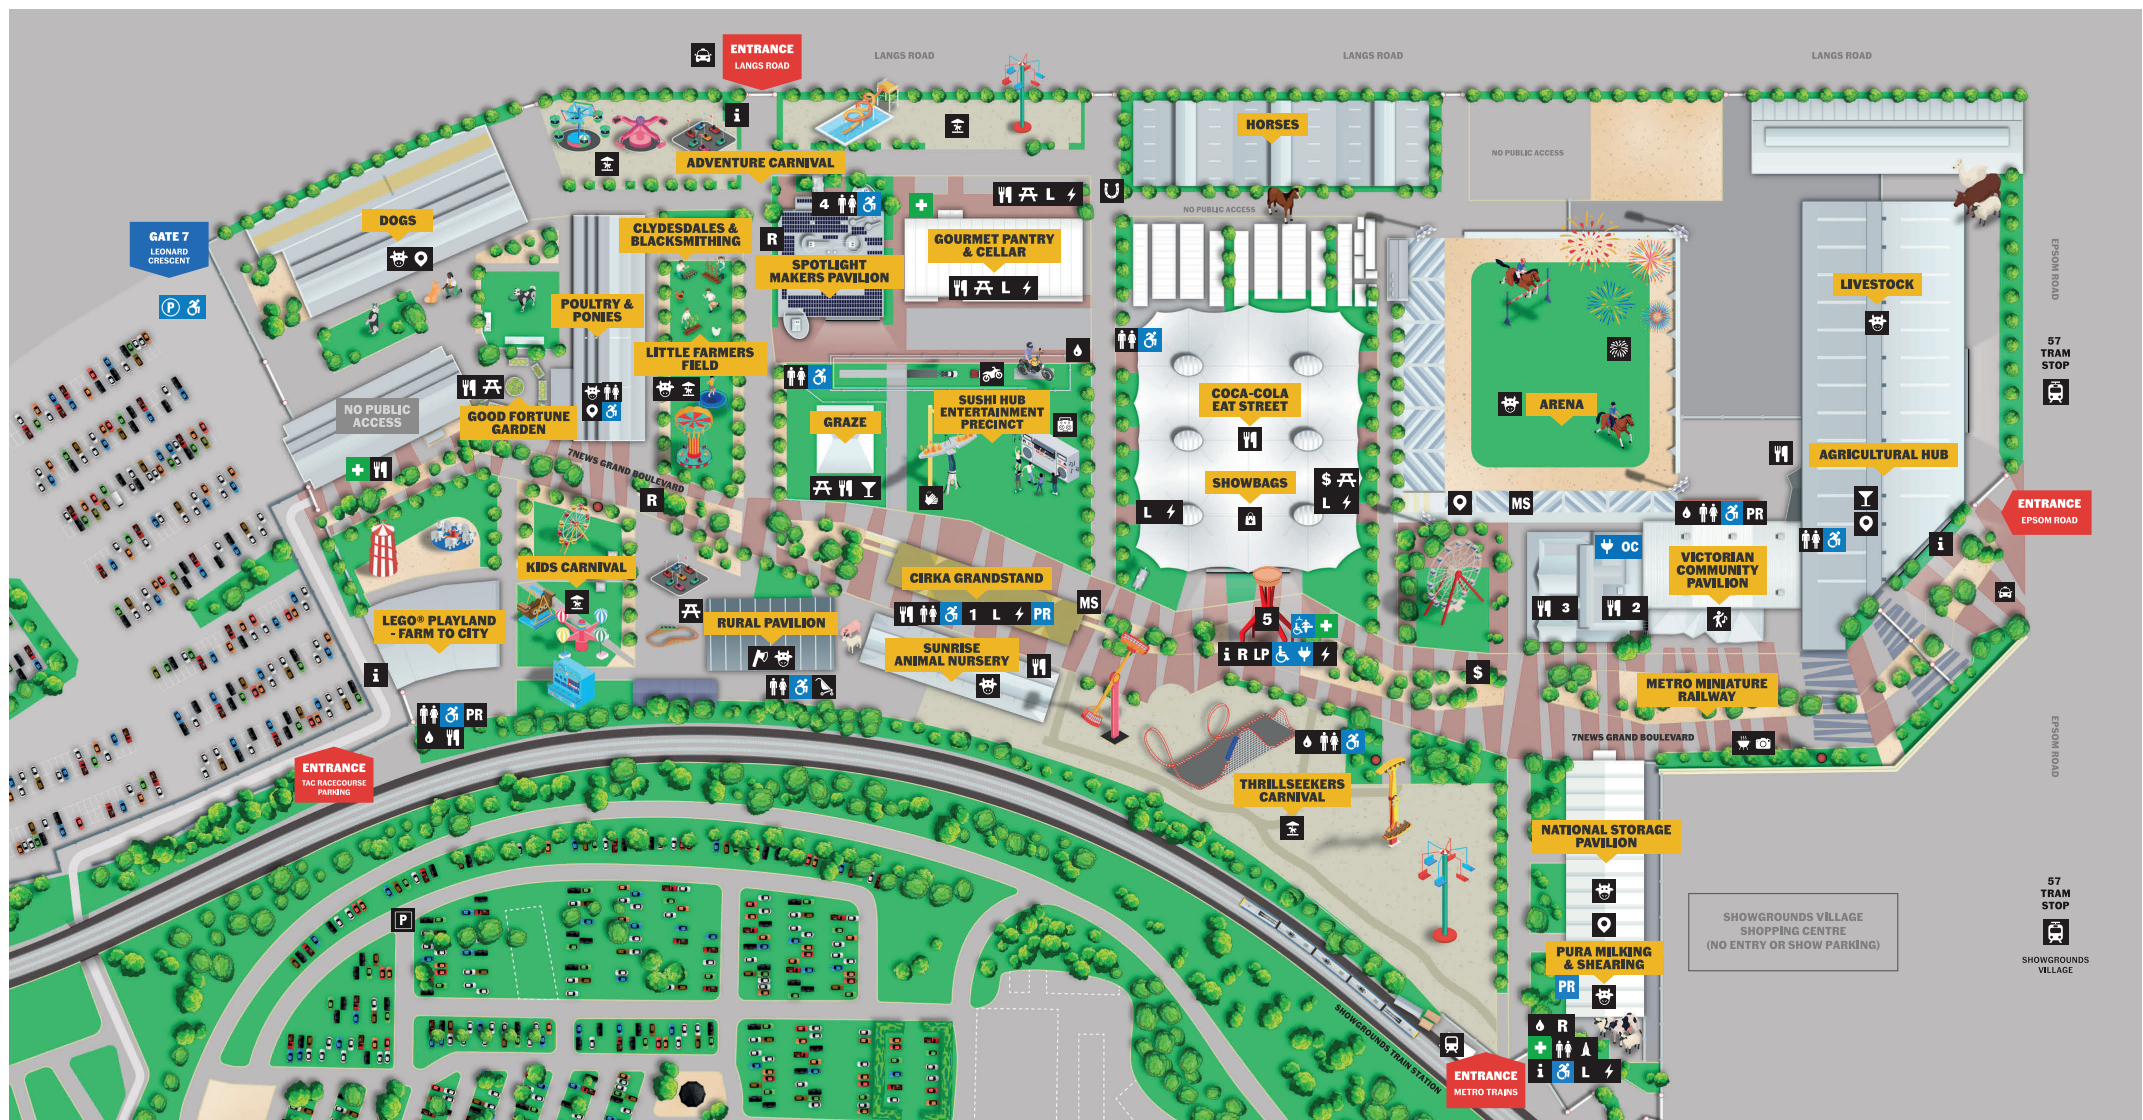 ENTRANCE
LANGS ROAD
LANGS ROAD
LANGS ROAD
LANGS ROAD
i
HORSES
NO PUBLIC ACCESS
ADVENTURE CARNIVAL
4
L
NO PUBLIC ACCESS
DOGS
GATE 7
LEONARD
CRESCENT
P
CLYDESDALES &
BLACKSMITHING
R
SPOTLIGHT
MAKERS PAVILION
GOURMET PANTRY
& CELLAR
L
POULTRY &
PONIES
LIVESTOCK
EPSOM ROAD
LITTLE FARMERS
FIELD
57
TRAM
STOP
NO PUBLIC
ACCESS
GOOD FORTUNE
GARDEN
GRAZE
SUSHI HUB
ENTERTAINMENT
PRECINCT
COCA-COLA
EAT STREET
ARENA
7NEWS GRAND BOULEVARD
R
SHOWBAGS
$
L
L
AGRICULTURAL HUB
MS
PR
ENTRANCE
EPSOM ROAD
i
OC
VICTORIAN
COMMUNITY
PAVILION
3
2
KIDS CARNIVAL
CIRKA GRANDSTAND
1
L
PR
MS
LEGO® PLAYLAND
- FARM TO CITY
RURAL PAVILION
SUNRISE
ANIMAL NURSERY
5
i
R
LP
$
METRO MINIATURE
RAILWAY
i
PR
7NEWS GRAND BOULEVARD
EPSOM ROAD
ENTRANCE
TAC RACECOURSE
PARKING
THRILLSEEKERS
CARNIVAL
NATIONAL STORAGE
PAVILION
P
SHOWGROUNDS VILLAGE
SHOPPING CENTRE
(NO ENTRY OR SHOW PARKING)
57
TRAM
STOP
SHOWGROUNDS
VILLAGE
PURA MILKING
& SHEARING
PR
R
i
L
SHOWGROUNDS TRAIN STATION
ENTRANCE
METRO TRAINS